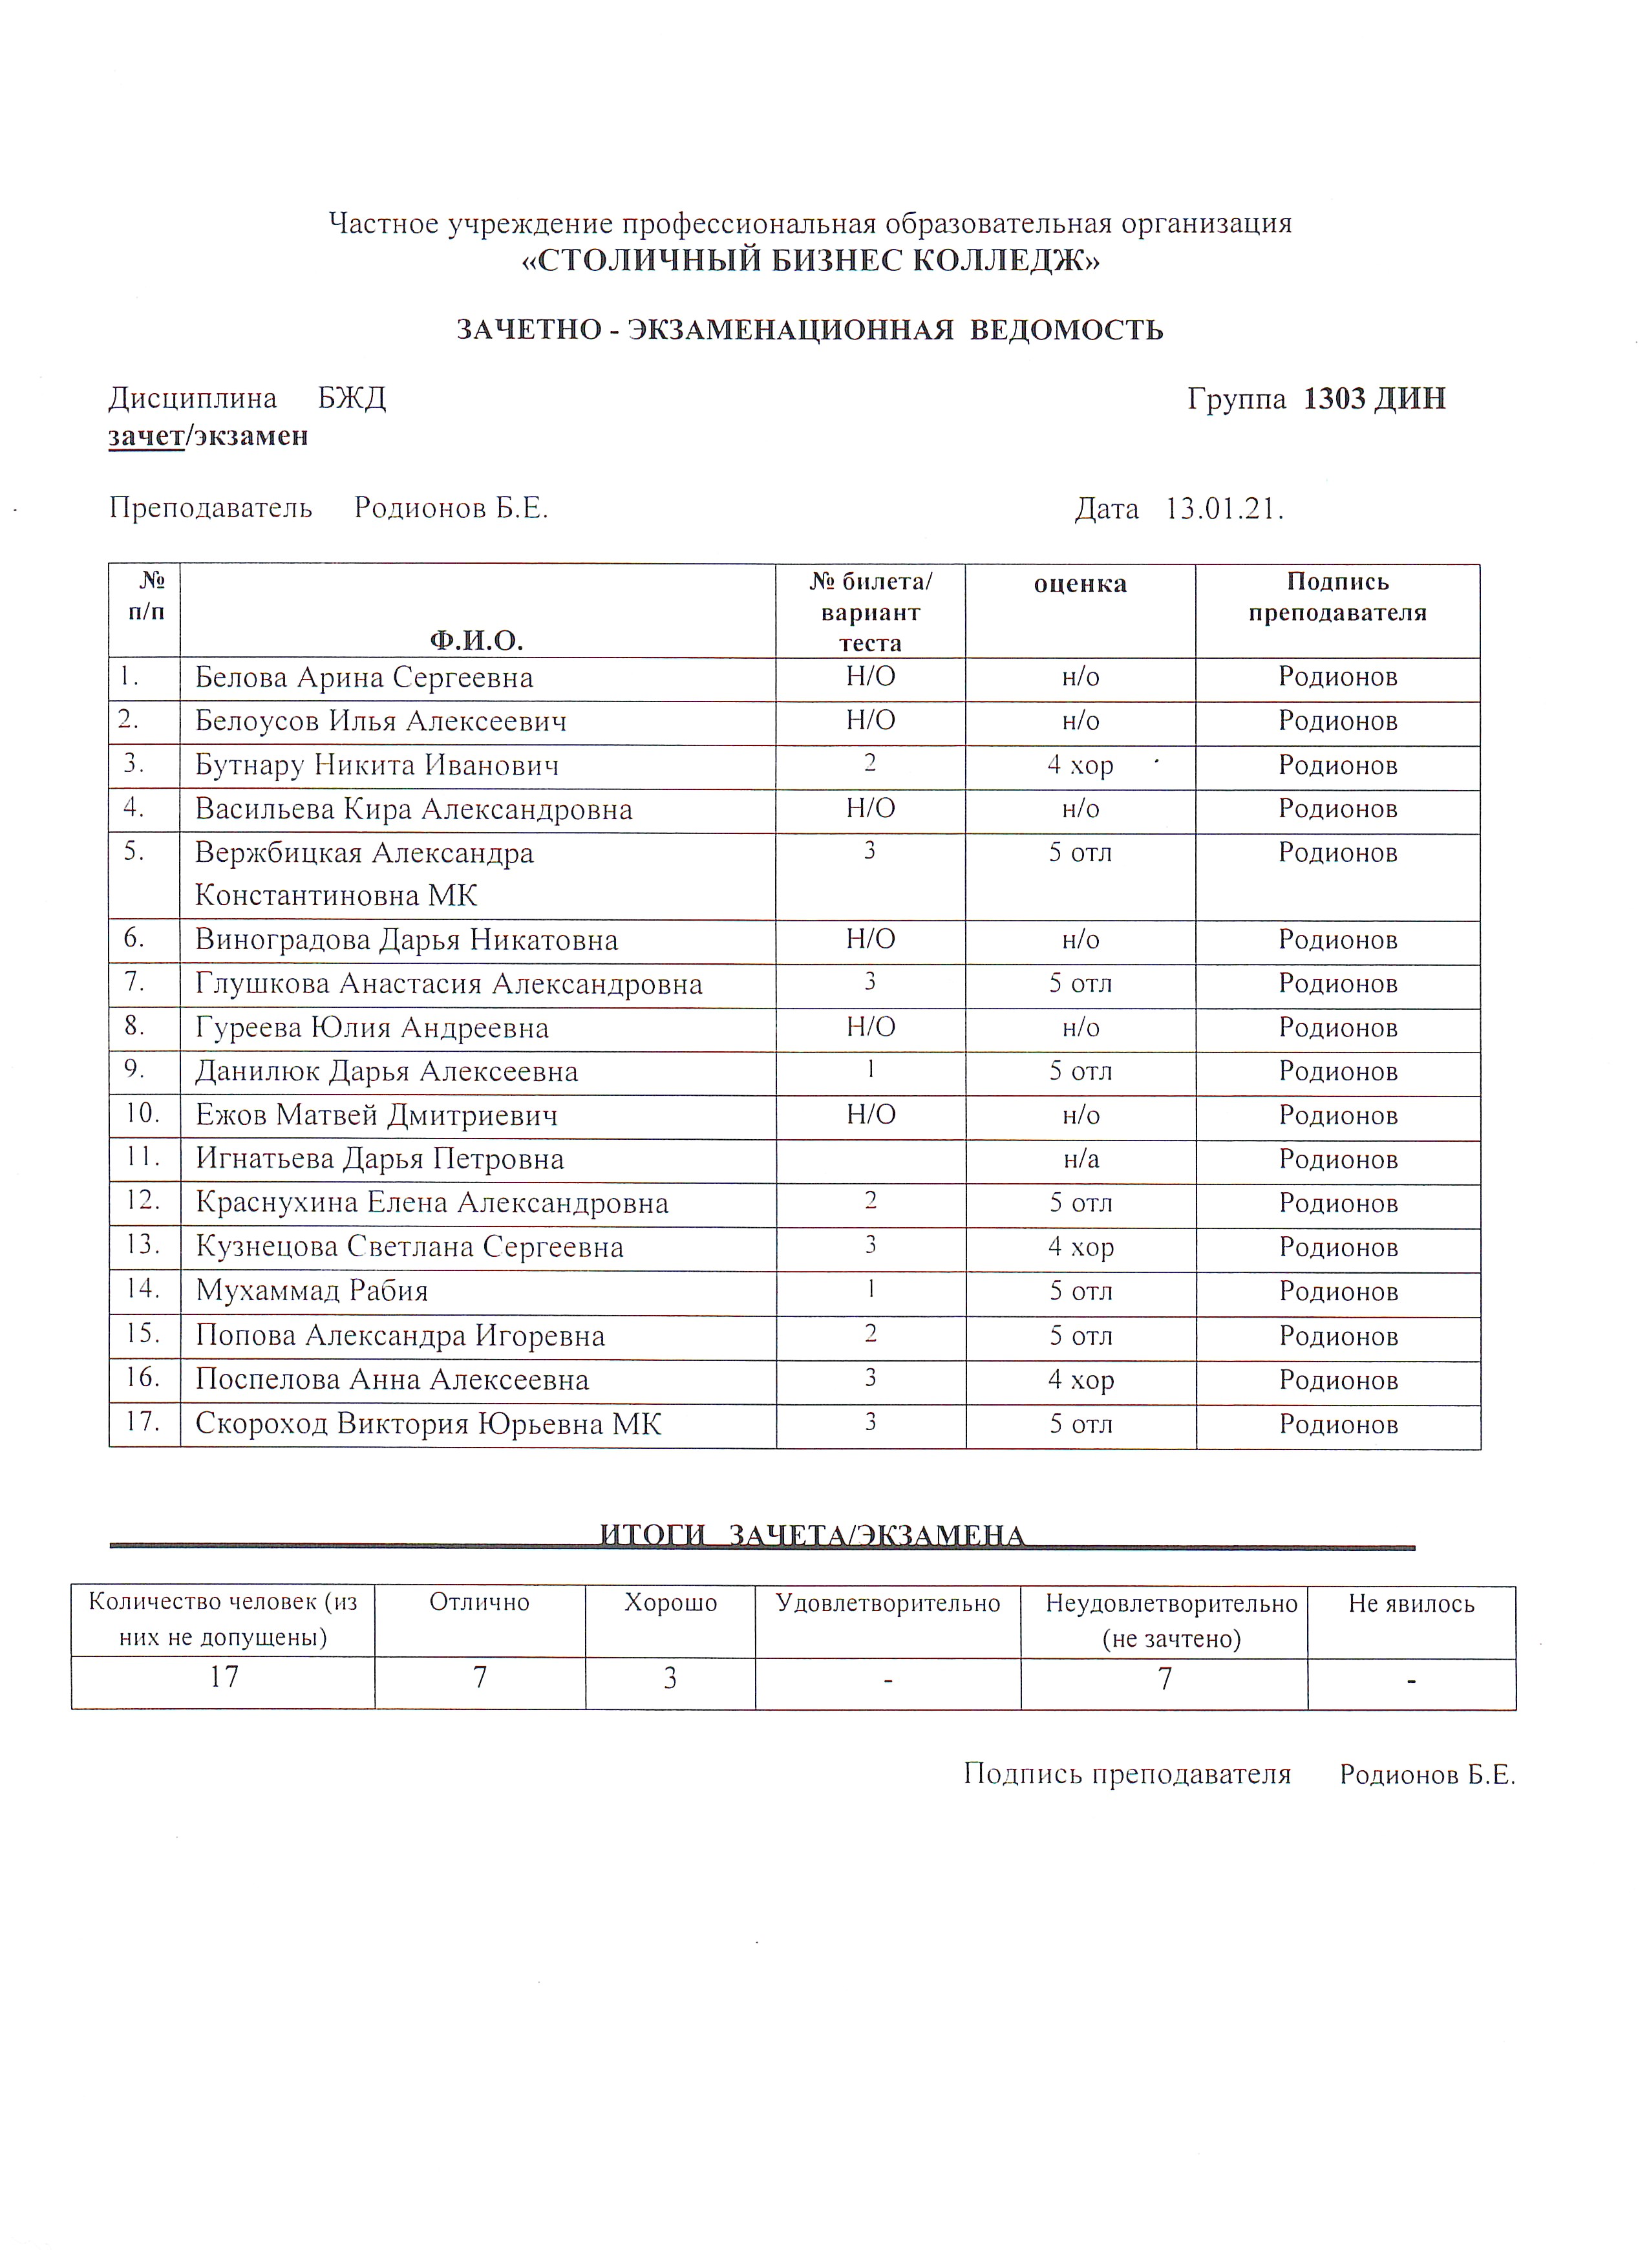 Частное учреждение профессиональная образовательная организация
«СТОЛИЧНЫЙ БИЗНЕС КОЛЛЕДЖ»
ЗАЧЕТНО - ЭКЗАМЕНАЦИОННАЯ ВЕДОМОСТЬ
Дисциплина БЖД Группа 1303 ДИН
зачет/экзамен
Преподаватель Родионов Б.Е. Дата 13.01.21.
№ п/п Ф.И.О. № билета/ вариант теста оценка Подпись преподавателя
1. Белова Арина Сергеевна Н/О н/о Родионов
2. Белоусов Илья Алексеевич Н/О н/о Родионов
3. Бутнару Никита Иванович 2 4 хор Родионов
4. Васильева Кира Александровна Н/О н/о Родионов
5. Вержбицкая Александра 3 5 отл Родионов
Константиновна МК
6. Виноградова Дарья Никатовна Н/О н/о Родионов
7. Глушкова Анастасия Александровна 3 5 отл Родионов
8. Гуреева Юлия Андреевна Н/О н/о Родионов
9. Данилюк Дарья Алексеевна 1 5 отл Родионов
10. Ежов Матвей Дмитриевич Н/О н/о Родионов
11. Игнатьева Дарья Петровна н/а Родионов
12. Краснухина Елена Александровна 2 5 отл Родионов
13. Кузнецова Светлана Сергеевна 3 4 хор Родионов
14. Мухаммад Рабия 1 5 отл Родионов
15. Попова Александра Игоревна 2 5 отл Родионов
16. Поспелова Анна Алексеевна 3 4 хор Родионов
17. Скороход Виктория Юрьевна МК 3 5 отл Родионов
ИТОГИ ЗАЧЕТА/ЭКЗАМЕНА
Количество человек (из Отлично Хорошо Удовлетворительно Неудовлетворительно Не явилось
них не допущены) (не зачтено)
17 7 3 - 7 -
Подпись преподавателя Родионов Б.Е.